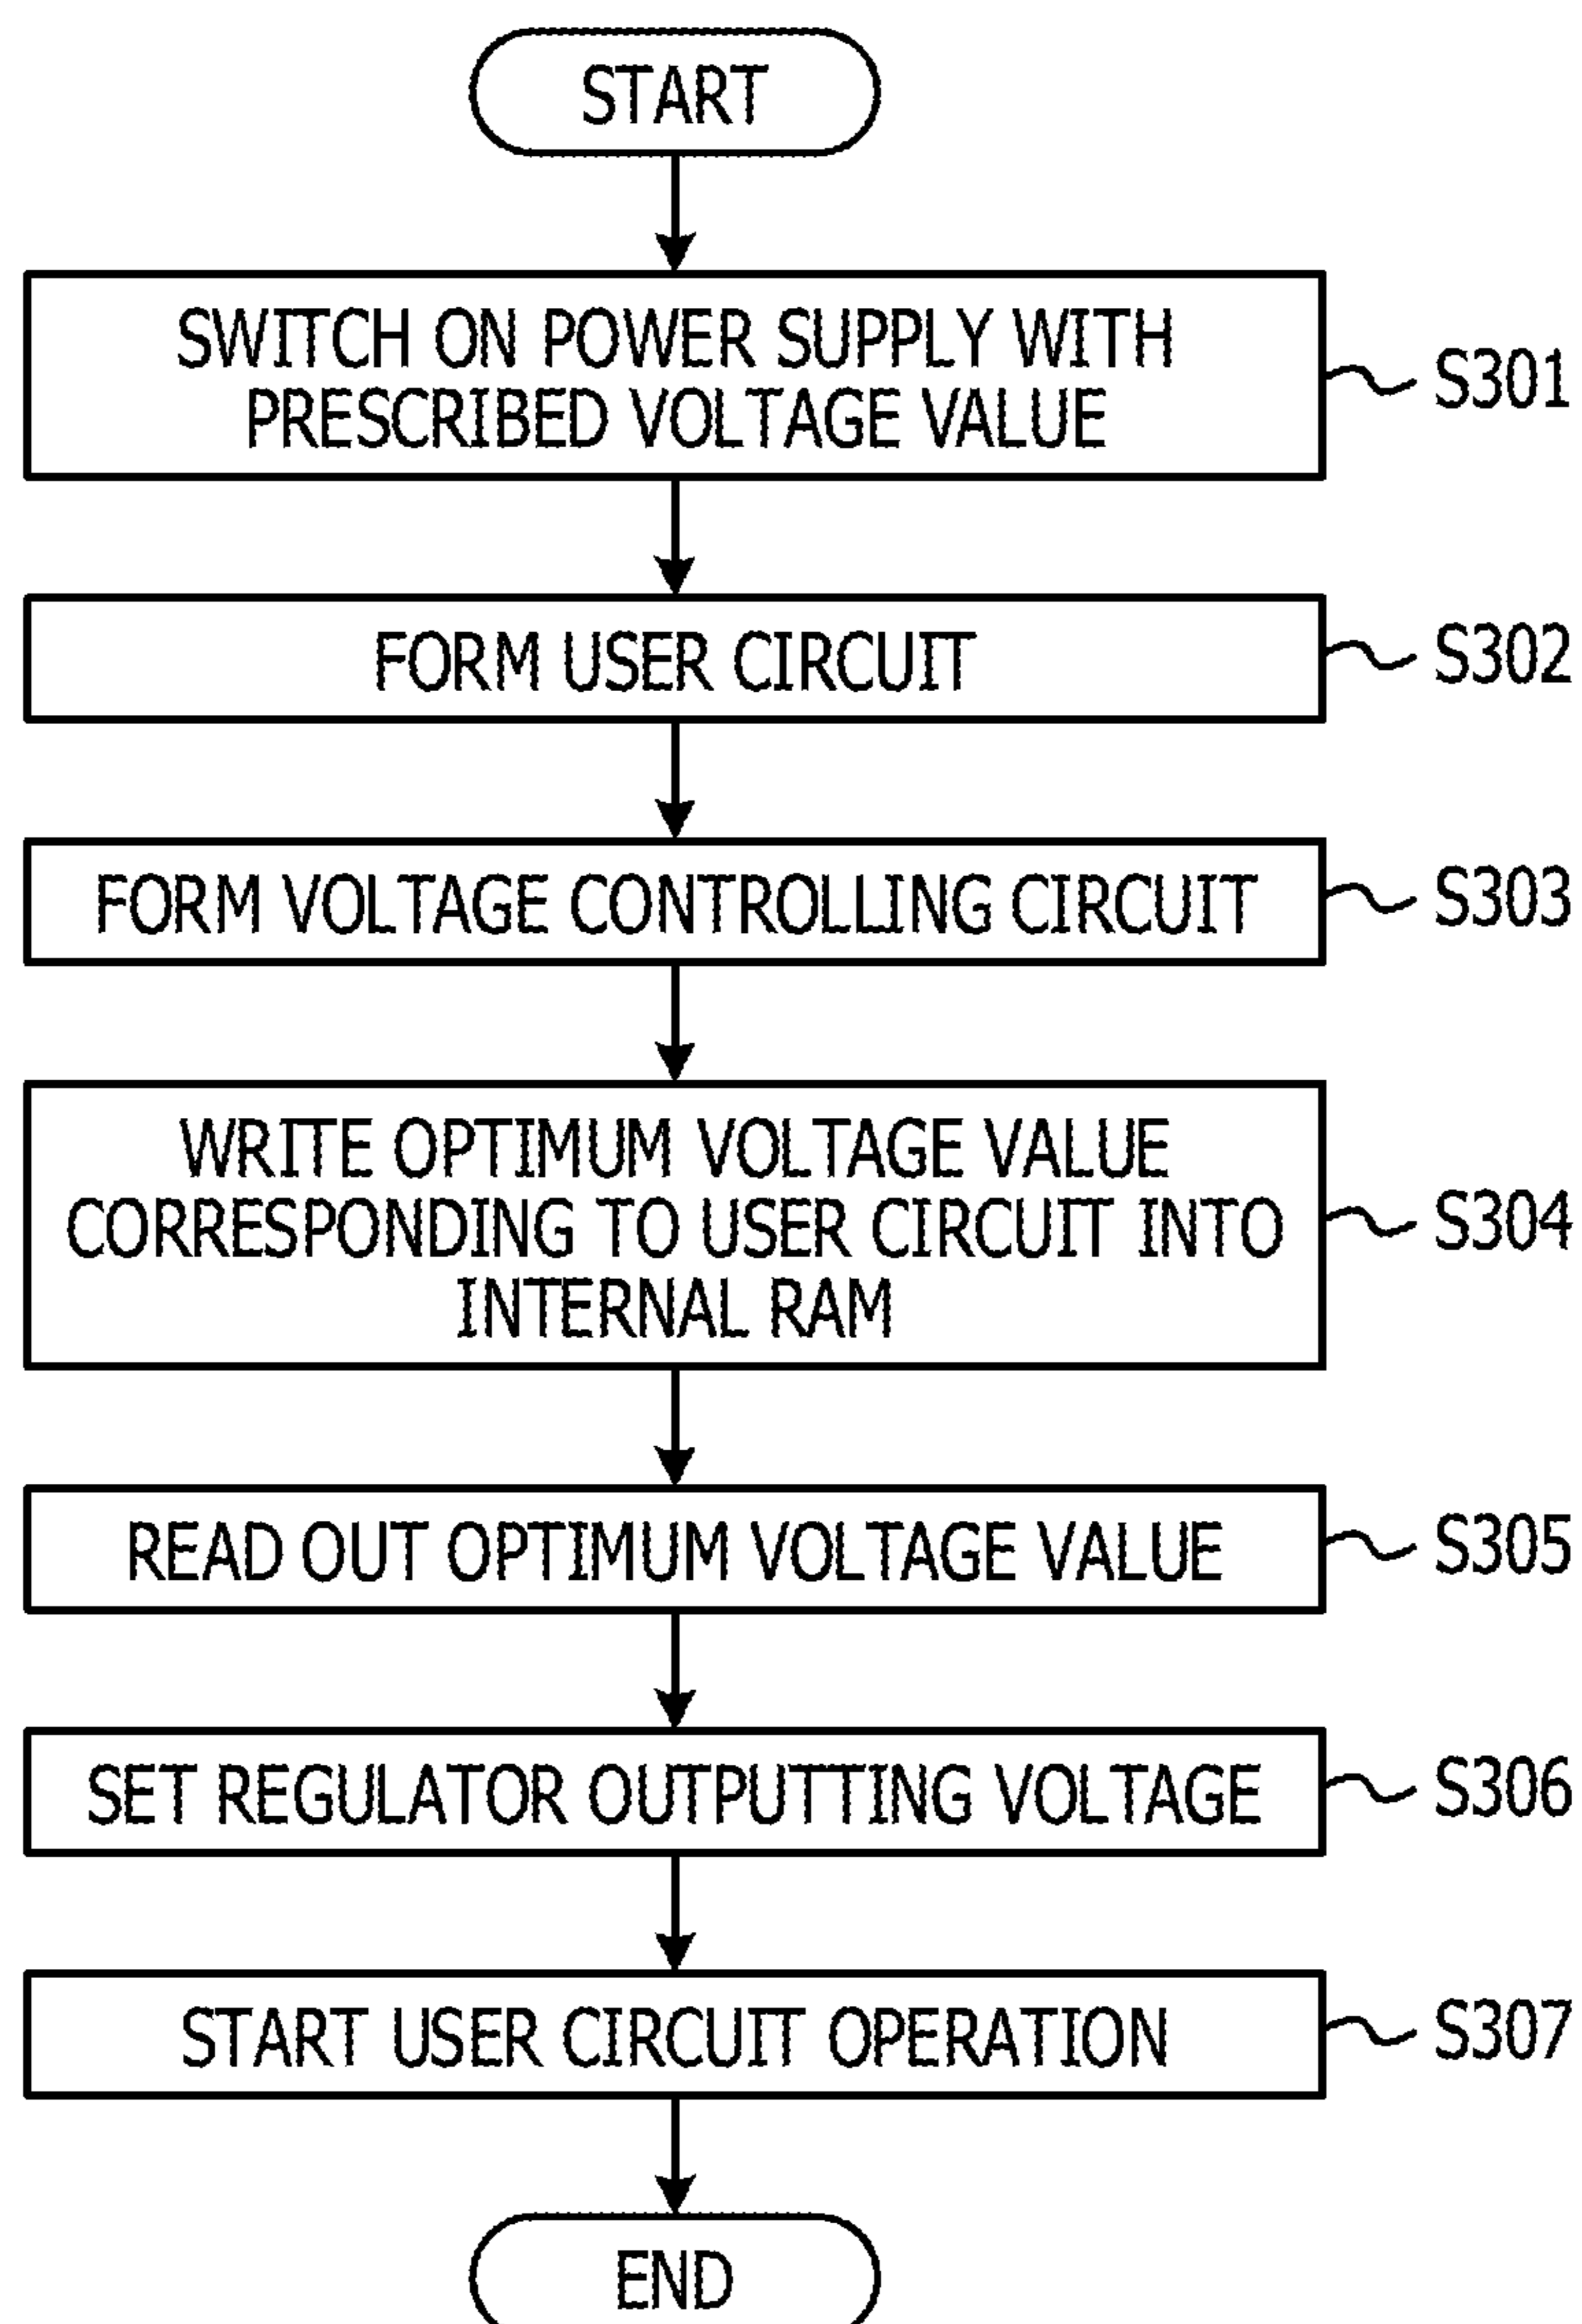 START
SWITCH ON POWER SUPPLY WITH
PRESCRIBED VOLTAGE VALUE
S301
FORM USER CIRCUIT
S302
FORM VOLTAGE CONTROLLING CIRCUIT
S303
WRITE OPTIMUM VOLTAGE VALUE
CORRESPONDING TO USER CIRCUIT INTO
INTERNAL RAM
S304
READ OUT OPTIMUM VOLTAGE VALUE
S305
SET REGULATOR OUTPUTTING VOLTAGE
S306
START USER CIRCUIT OPERATION
S307
END